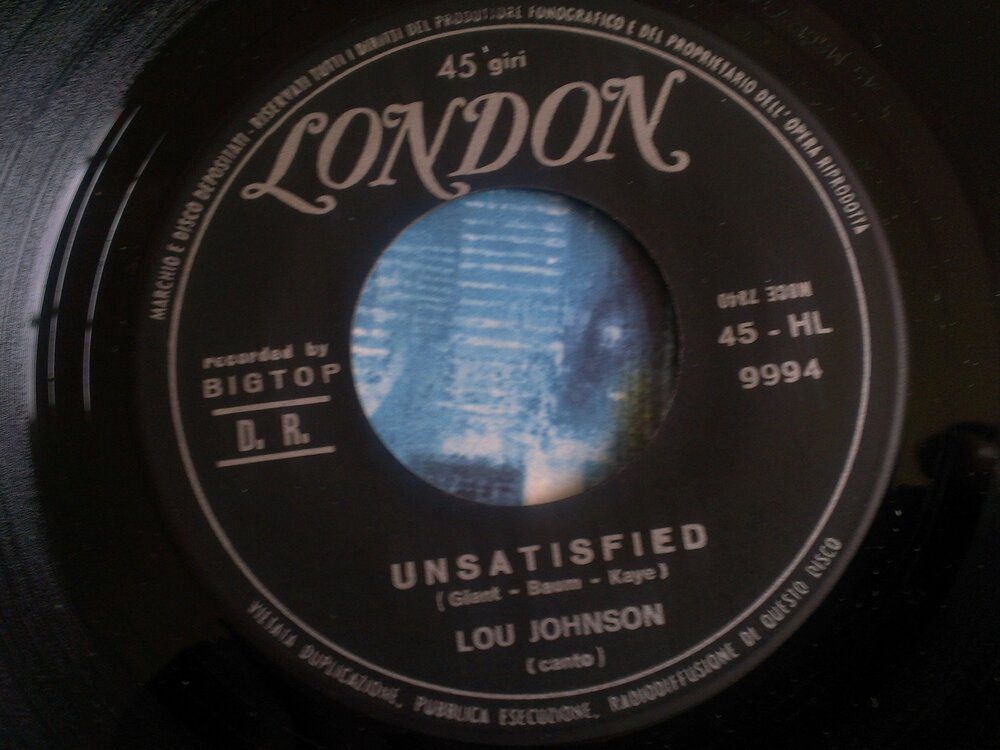 MARCHIO E DISCO DEPOSITATI - RISERVATI TUTTI I DIRITTI DEL PRODUTTORE FONOGRAFICO E DEL PROPRIETARIO DELL'OPERA RIPRODOTTA
45 giri
LONDON
recorded by
BIGTOP
D. R.
45 - HL
9994
UNSATISFIED
(Giant - Baum - Kaye)
LOU JOHNSON
(canto)
VIETATA DUPLICAZIONE, PUBBLICA ESECUZIONE, RADIODIFFUSIONE DI QUESTO DISCO